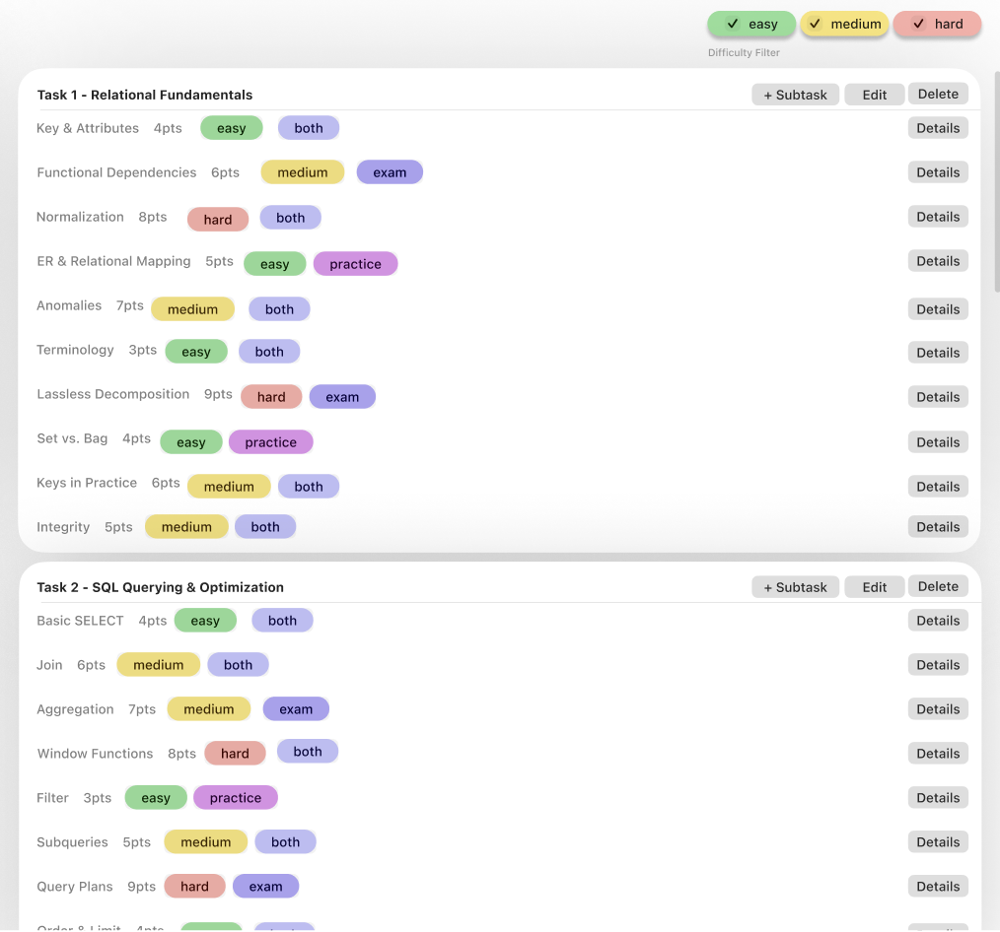 ✓ easy ✓ medium ✓ hard
Difficulty Filter
Task 1 - Relational Fundamentals + Subtask Edit Delete
Key & Attributes 4pts easy both Details
Functional Dependencies 6pts medium exam Details
Normalization 8pts hard both Details
ER & Relational Mapping 5pts easy practice Details
Anomalies 7pts medium both Details
Terminology 3pts easy both Details
Lassless Decomposition 9pts hard exam Details
Set vs. Bag 4pts easy practice Details
Keys in Practice 6pts medium both Details
Integrity 5pts medium both Details
Task 2 - SQL Querying & Optimization + Subtask Edit Delete
Basic SELECT 4pts easy both Details
Join 6pts medium both Details
Aggregation 7pts medium exam Details
Window Functions 8pts hard both Details
Filter 3pts easy practice Details
Subqueries 5pts medium both Details
Query Plans 9pts hard exam Details
Order & Limit 4pts